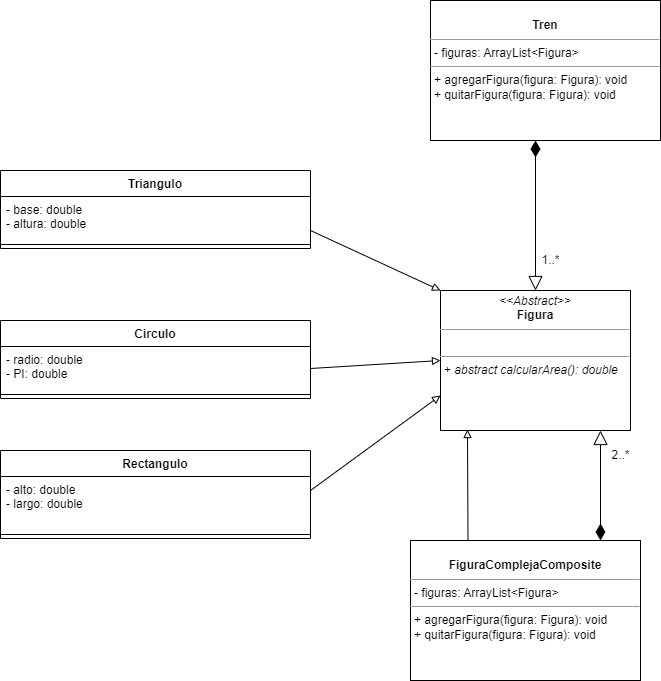 Tren
- figuras: ArrayList<Figura>
+ agregarFigura(figura: Figura): void
+ quitarFigura(figura: Figura): void
Triangulo
- base: double
- altura: double
1..*
<<Abstract>>
Figura
+ abstract calcularArea(): double
Circulo
- radio: double
- PI: double
Rectangulo
- alto: double
- largo: double
2..*
FiguraComplejaComposite
- figuras: ArrayList<Figura>
+ agregarFigura(figura: Figura): void
+ quitarFigura(figura: Figura): void